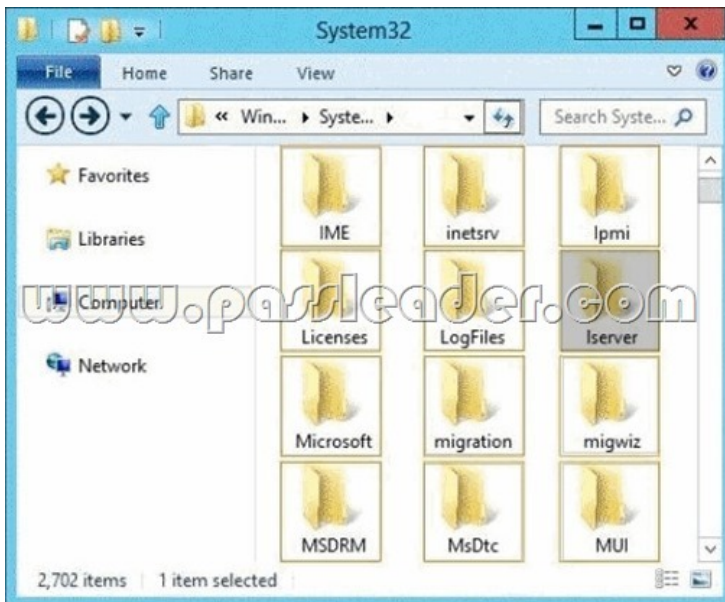 System32
File Home Share View
« Win... Syste... Search Syste...
Favorites
Libraries
Computer
Network
IME inetsrv Ipmi
Licenses LogFiles lserver
Microsoft migration migwiz
MSDRM MsDtc MUI
www.passleader.com
2,702 items 1 item selected